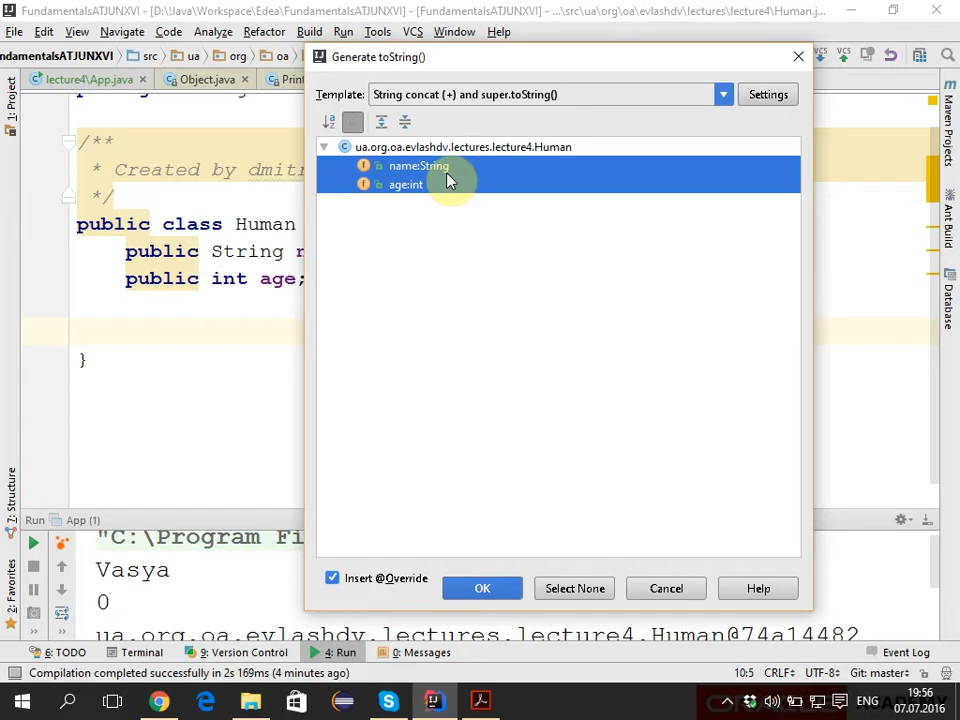 FundamentalsATJUNXVI - [D:\Java\Workspace\Edea\FundamentalsATJUNXVI] - [FundamentalsATJUNXVI] - ...\src\ua\org\oa\evlashdv\lectures\lecture4\Human.j...
File Edit View Navigate Code Analyze Refactor Build Run Tools VCS Window Help
ndamentalsATJUNXVI src ua org oa
lecture4\App.java Object.java Print
Generate toString()
Template: String concat (+) and super.toString() Settings
ua.org.oa.evlashdv.lectures.lecture4.Human
name:String
age:int
/**
* Created by dmitr
*/
public class Human
public String n
public int age;
}
Insert @Override OK Select None Cancel Help
1: Project
7: Structure
2: Favorites
Maven Projects
Ant Build
Database
Run App (1)
"C:\Program Fi
Vasya
0
ua.org.oa.evlashdv.lectures.lecture4.Human@74a14482
6: TODO Terminal 9: Version Control 4: Run 0: Messages Event Log
Compilation completed successfully in 2s 169ms (4 minutes ago) 10:5 CRLF÷ UTF-8÷ Git: master÷
ENG 19:56
07.07.2016